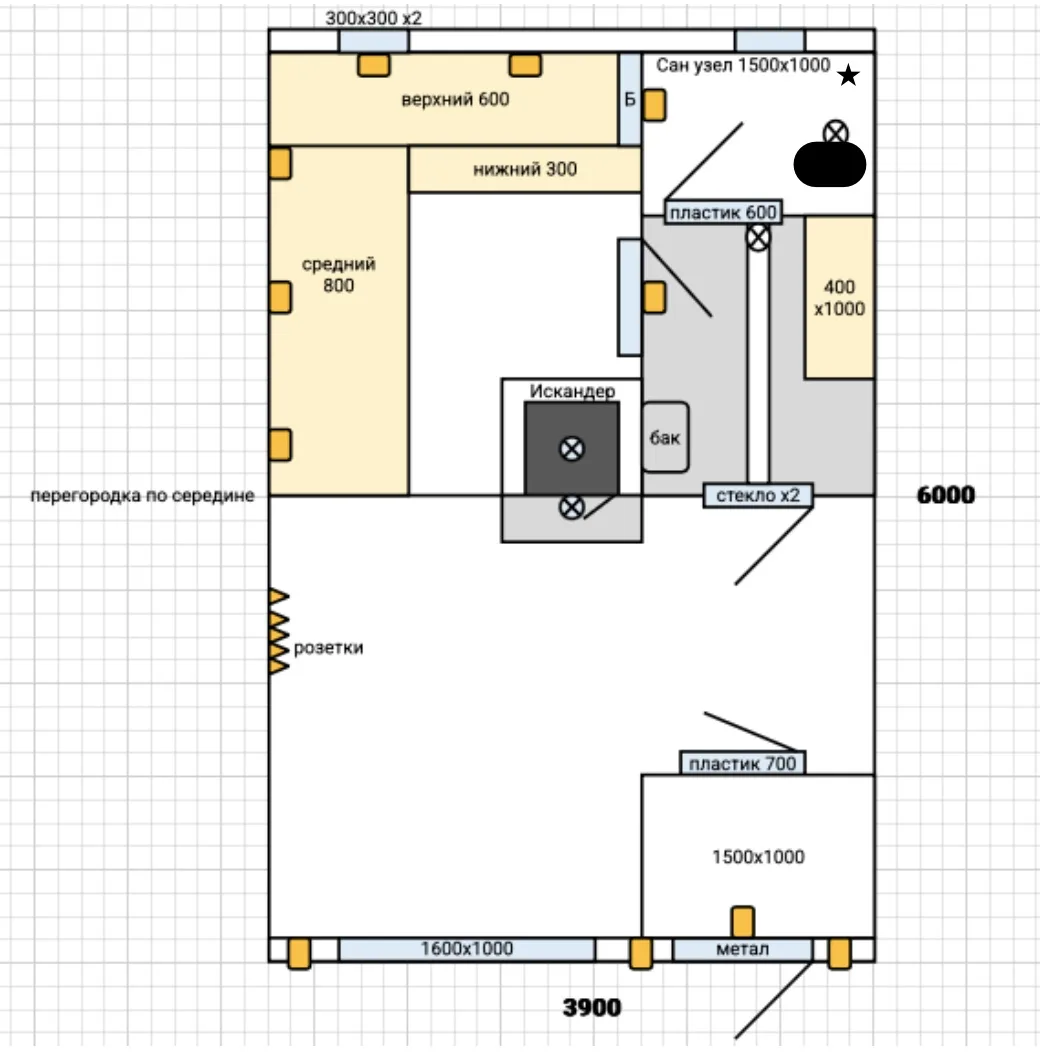 300x300 x2
Сан узел 1500x1000
верхний 600
Б
нижний 300
пластик 600
средний
800
400
x1000
Искандер
бак
перегородка по середине
стекло x2
6000
розетки
пластик 700
1500x1000
1600x1000
метал
3900